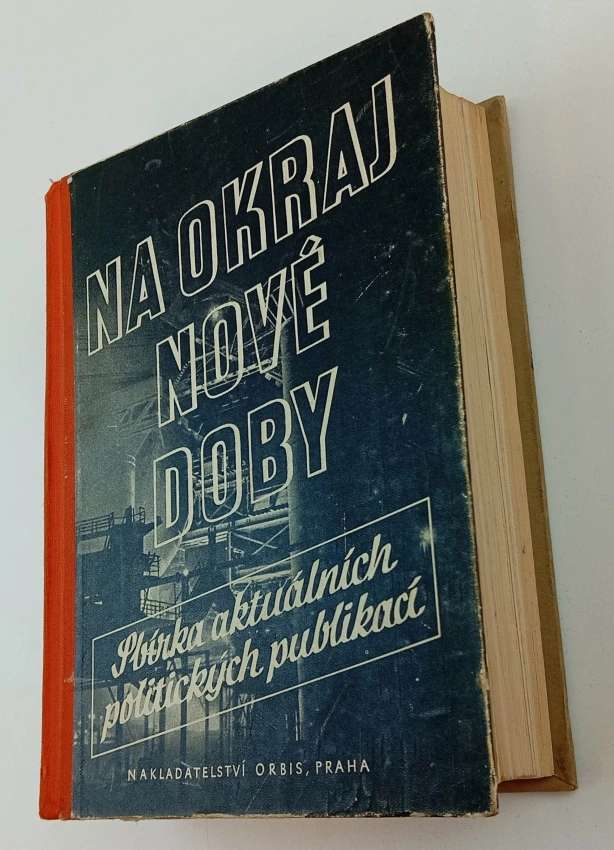 NA OKRAJ
NOVÉ
DOBY
Sbírka aktuálních
politických publikací
NAKLADATELSTVÍ ORBIS, PRAHA